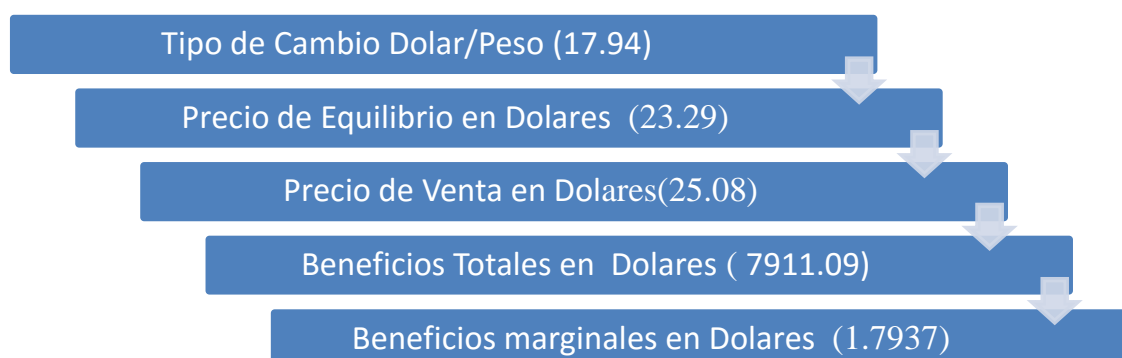 Tipo de Cambio Dolar/Peso (17.94)
Precio de Equilibrio en Dolares (23.29)
Precio de Venta en Dolares(25.08)
Beneficios Totales en Dolares ( 7911.09)
Beneficios marginales en Dolares (1.7937)